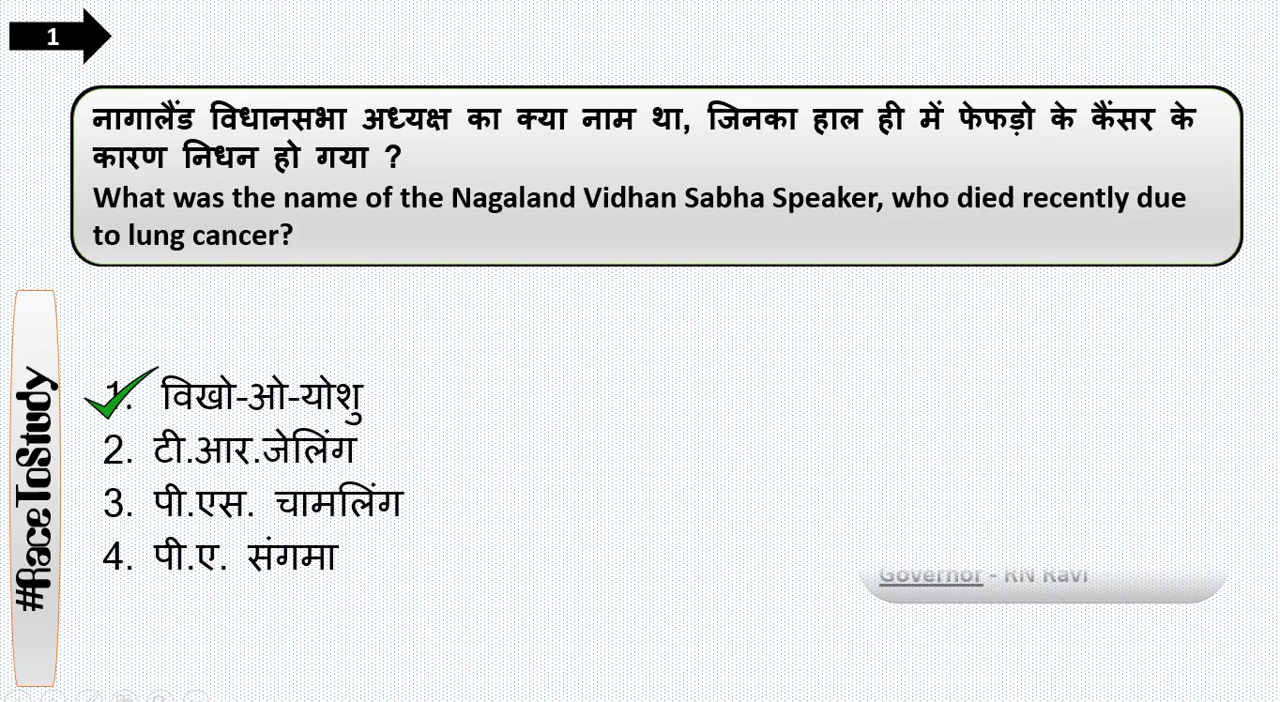 1
नागालैंड विधानसभा अध्यक्ष का क्या नाम था, जिनका हाल ही में फेफड़ो के कैंसर के
कारण निधन हो गया ?
What was the name of the Nagaland Vidhan Sabha Speaker, who died recently due
to lung cancer?
#RaceToStudy
1. विखो-ओ-योशु
2. टी.आर.जेलिंग
3. पी.एस. चामलिंग
4. पी.ए. संगमा
Governor - RN Ravi